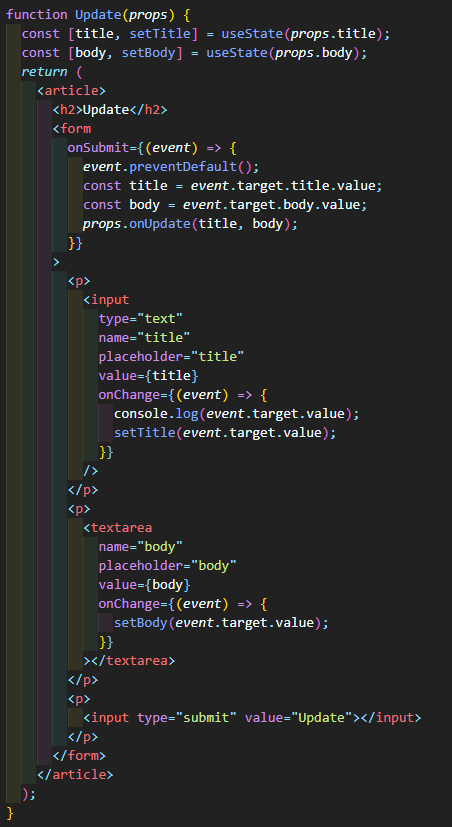 function Update(props) {
  const [title, setTitle] = useState(props.title);
  const [body, setBody] = useState(props.body);
  return (
    <article>
      <h2>Update</h2>
      <form
        onSubmit={(event) => {
          event.preventDefault();
          const title = event.target.title.value;
          const body = event.target.body.value;
          props.onUpdate(title, body);
        }}
      >
        <p>
          <input
            type="text"
            name="title"
            placeholder="title"
            value={title}
            onChange={(event) => {
              console.log(event.target.value);
              setTitle(event.target.value);
            }}
          />
        </p>
        <p>
          <textarea
            name="body"
            placeholder="body"
            value={body}
            onChange={(event) => {
              setBody(event.target.value);
            }}
          ></textarea>
        </p>
        <p>
          <input type="submit" value="Update"></input>
        </p>
      </form>
    </article>
  );
}